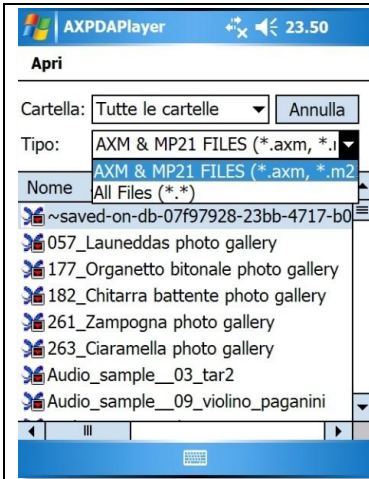 AXPDAPlayer 23.50
Apri
Cartella: Tutte le cartelle Annulla
Tipo: AXM & MP21 FILES (*.axm, *.
AXM & MP21 FILES (*.axm, *.m2
All Files (*.*)
Nome
~saved-on-db-07f97928-23bb-4717-b0
057_Launeddas photo gallery
177_Organetto bitonale photo gallery
182_Chitarra battente photo gallery
261_Zampogna photo gallery
263_Ciaramella photo gallery
Audio_sample__03_tar2
Audio_sample__09_violino_paganini